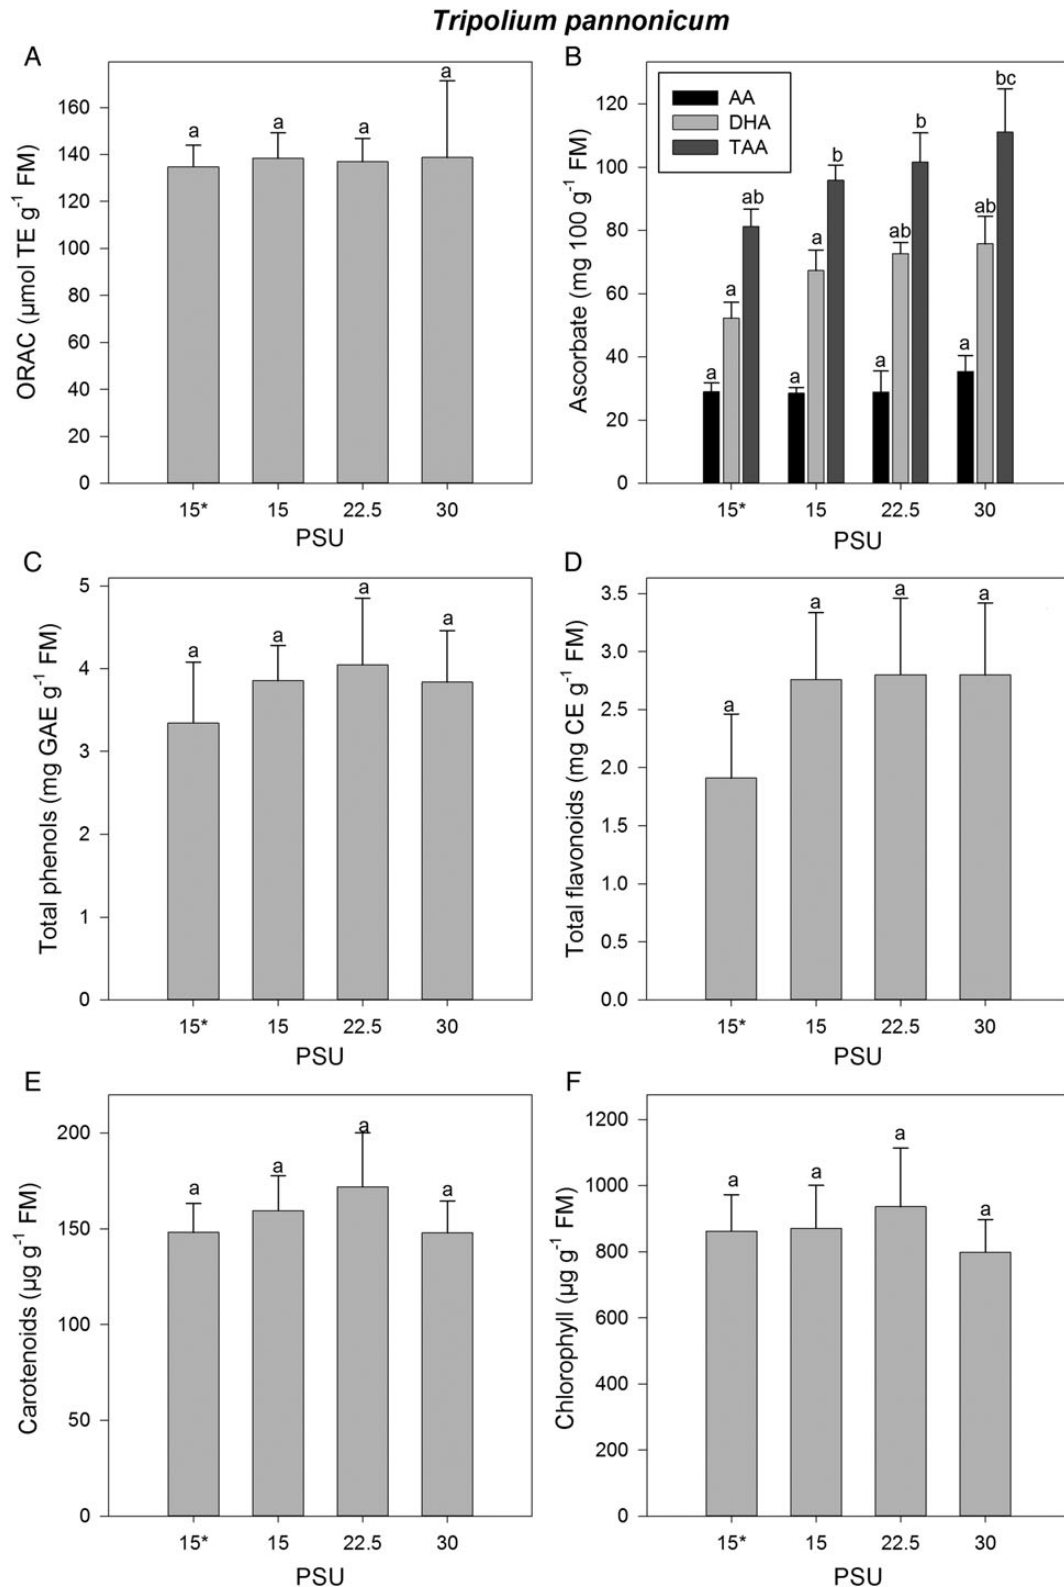 Tripolium pannonicum
A
ORAC (µmol TE g⁻¹ FM)
160
140
120
100
80
60
40
20
0
a
a
a
a
15* 15 22.5 30
PSU
B
Ascorbate (mg 100 g⁻¹ FM)
120
100
80
60
40
20
0
AA
DHA
TAA
a a ab
a a b
a ab b
a ab bc
15* 15 22.5 30
PSU
C
Total phenols (mg GAE g⁻¹ FM)
5
4
3
2
1
0
a
a
a
a
15* 15 22.5 30
PSU
D
Total flavonoids (mg CE g⁻¹ FM)
3.5
3.0
2.5
2.0
1.5
1.0
0.5
0.0
a
a
a
a
15* 15 22.5 30
PSU
E
Carotenoids (µg g⁻¹ FM)
200
150
100
50
0
a
a
a
a
15* 15 22.5 30
PSU
F
Chlorophyll (µg g⁻¹ FM)
1200
1000
800
600
400
200
0
a
a
a
a
15* 15 22.5 30
PSU